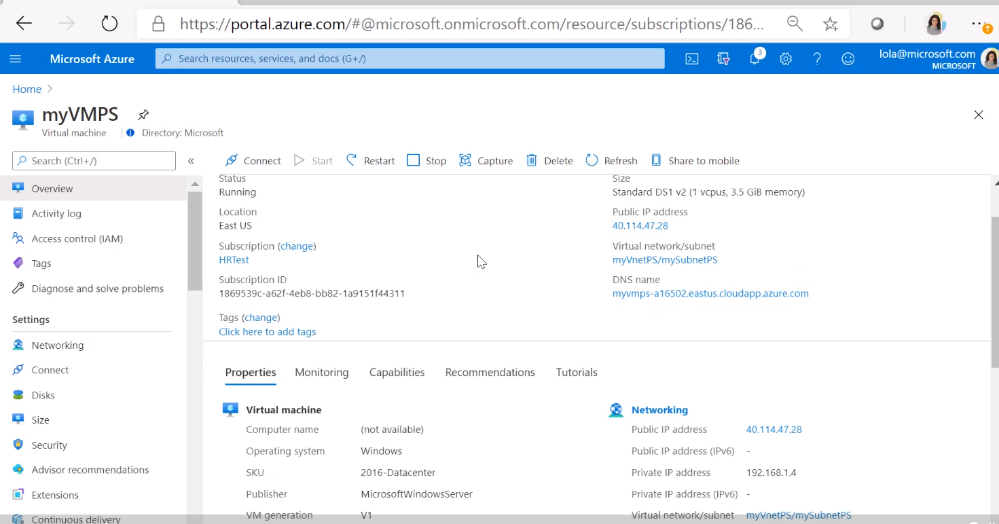 https://portal.azure.com/#@microsoft.onmicrosoft.com/resource/subscriptions/186...
Microsoft Azure
Search resources, services, and docs (G+/)
3
lola@microsoft.com
MICROSOFT
Home >
myVMPS
Virtual machine
Directory: Microsoft
Search (Ctrl+/)
«
Connect Start Restart Stop Capture Delete Refresh Share to mobile
Overview
Activity log
Access control (IAM)
Tags
Diagnose and solve problems
Settings
Networking
Connect
Disks
Size
Security
Advisor recommendations
Extensions
Continuous delivery
Status
Running
Location
East US
Subscription (change)
HRTest
Subscription ID
1869539c-a62f-4eb8-bb82-1a9151f44311
Tags (change)
Click here to add tags
Size
Standard DS1 v2 (1 vcpus, 3.5 GiB memory)
Public IP address
40.114.47.28
Virtual network/subnet
myVnetPS/mySubnetPS
DNS name
myvmps-a16502.eastus.cloudapp.azure.com
Properties Monitoring Capabilities Recommendations Tutorials
Virtual machine
Computer name (not available)
Operating system Windows
SKU 2016-Datacenter
Publisher MicrosoftWindowsServer
VM generation V1
Networking
Public IP address 40.114.47.28
Public IP address (IPv6) -
Private IP address 192.168.1.4
Private IP address (IPv6) -
Virtual network/subnet myVnetPS/mySubnetPS